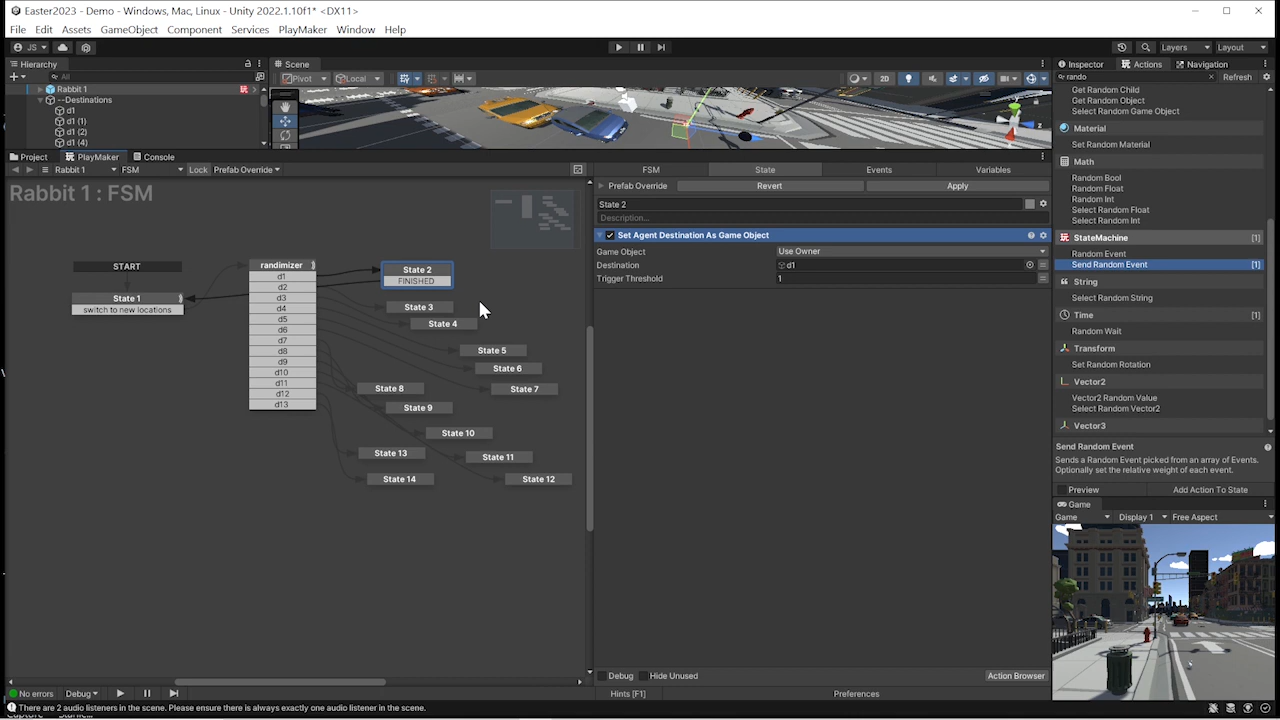 Easter2023 - Demo - Windows, Mac, Linux - Unity 2022.1.10f1* <DX11>
File Edit Assets GameObject Component Services PlayMaker Window Help
JS Layers Layout
Hierarchy
All
Rabbit 1
--Destinations
d1
d1 (1)
d1 (2)
d1 (4)
Scene
Pivot Local 2D
Project PlayMaker Console
Rabbit 1 FSM Lock Prefab Override
Rabbit 1 : FSM
START
State 1
switch to new locations
randimizer
d1
d2
d3
d4
d5
d6
d7
d8
d9
d10
d11
d12
d13
State 2
FINISHED
State 3
State 4
State 5
State 6
State 7
State 8
State 9
State 10
State 11
State 12
State 13
State 14
FSM State Events Variables
Prefab Override Revert Apply
State 2
Description...
Set Agent Destination As Game Object
Game Object Use Owner
Destination d1
Trigger Threshold 1
Debug Hide Unused Action Browser
Hints [F1] Preferences
No errors Debug
There are 2 audio listeners in the scene. Please ensure there is always exactly one audio listener in the scene.
Inspector Actions Navigation
rando Refresh
Get Random Child
Get Random Object
Select Random Game Object
Material
Set Random Material
Math
Random Bool
Random Float
Random Int
Select Random Float
Select Random Int
StateMachine [1]
Random Event
Send Random Event [1]
String
Select Random String
Time [1]
Random Wait
Transform
Set Random Rotation
Vector2
Vector2 Random Value
Select Random Vector2
Vector3
Send Random Event
Sends a Random Event picked from an array of Events.
Optionally set the relative weight of each event.
Preview Add Action To State
Game
Game Display 1 Free Aspect